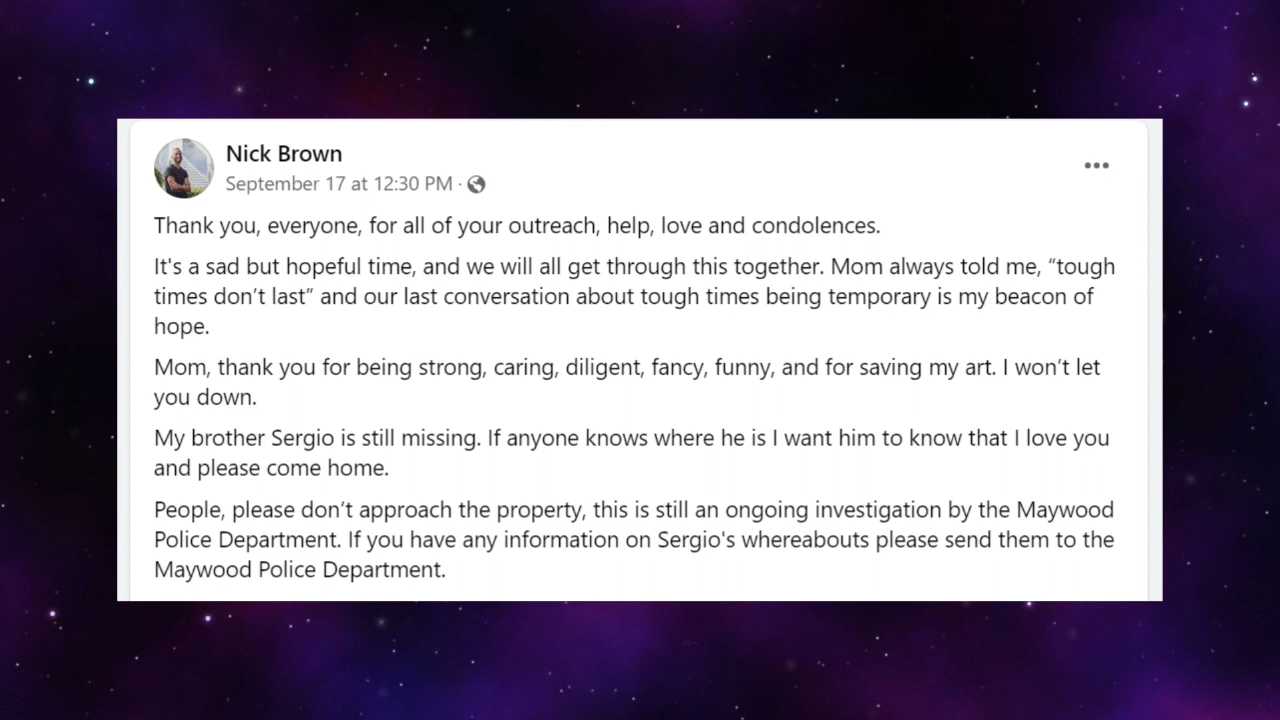 Nick Brown
September 17 at 12:30 PM ·
Thank you, everyone, for all of your outreach, help, love and condolences.
It's a sad but hopeful time, and we will all get through this together. Mom always told me, “tough
times don’t last” and our last conversation about tough times being temporary is my beacon of
hope.
Mom, thank you for being strong, caring, diligent, fancy, funny, and for saving my art. I won’t let
you down.
My brother Sergio is still missing. If anyone knows where he is I want him to know that I love you
and please come home.
People, please don’t approach the property, this is still an ongoing investigation by the Maywood
Police Department. If you have any information on Sergio's whereabouts please send them to the
Maywood Police Department.